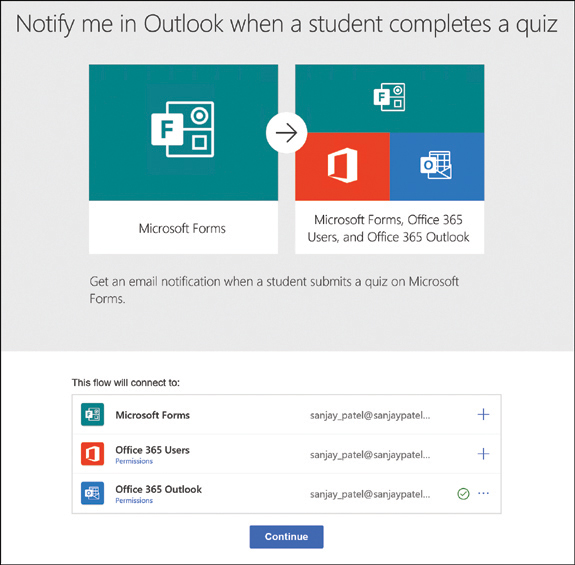 Notify me in Outlook when a student completes a quiz
F
F
O
Microsoft Forms
Microsoft Forms, Office 365
Users, and Office 365 Outlook
Get an email notification when a student submits a quiz on Microsoft
Forms.
This flow will connect to:
F Microsoft Forms sanjay_patel@sanjaypatel...
Office 365 Users sanjay_patel@sanjaypatel...
Permissions
O Office 365 Outlook sanjay_patel@sanjaypatel... ...
Permissions
Continue